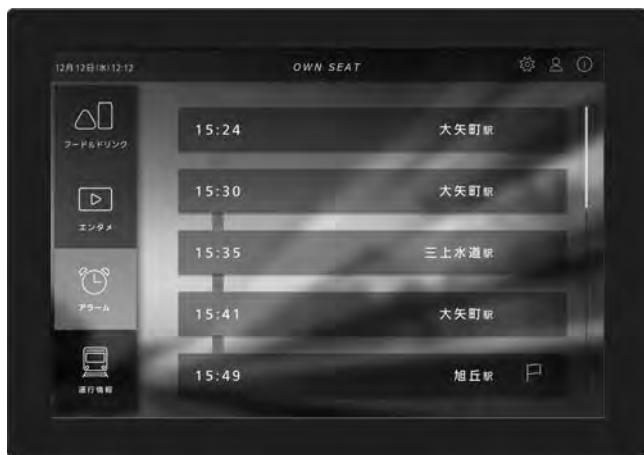 12月12日(水)12:12
OWN SEAT
フード&ドリンク
エンタメ
アラーム
運行情報
15:24 大矢町駅
15:30 大矢町駅
15:35 三上水道駅
15:41 大矢町駅
15:49 旭丘駅